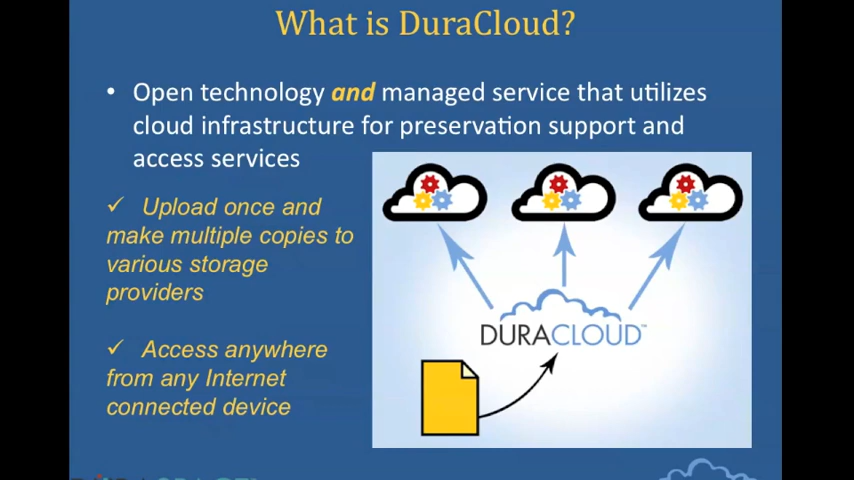 What is DuraCloud?
• Open technology and managed service that utilizes
cloud infrastructure for preservation support and
access services
✓ Upload once and
make multiple copies to
various storage
providers
✓ Access anywhere
from any Internet
connected device
DURACLOUD™